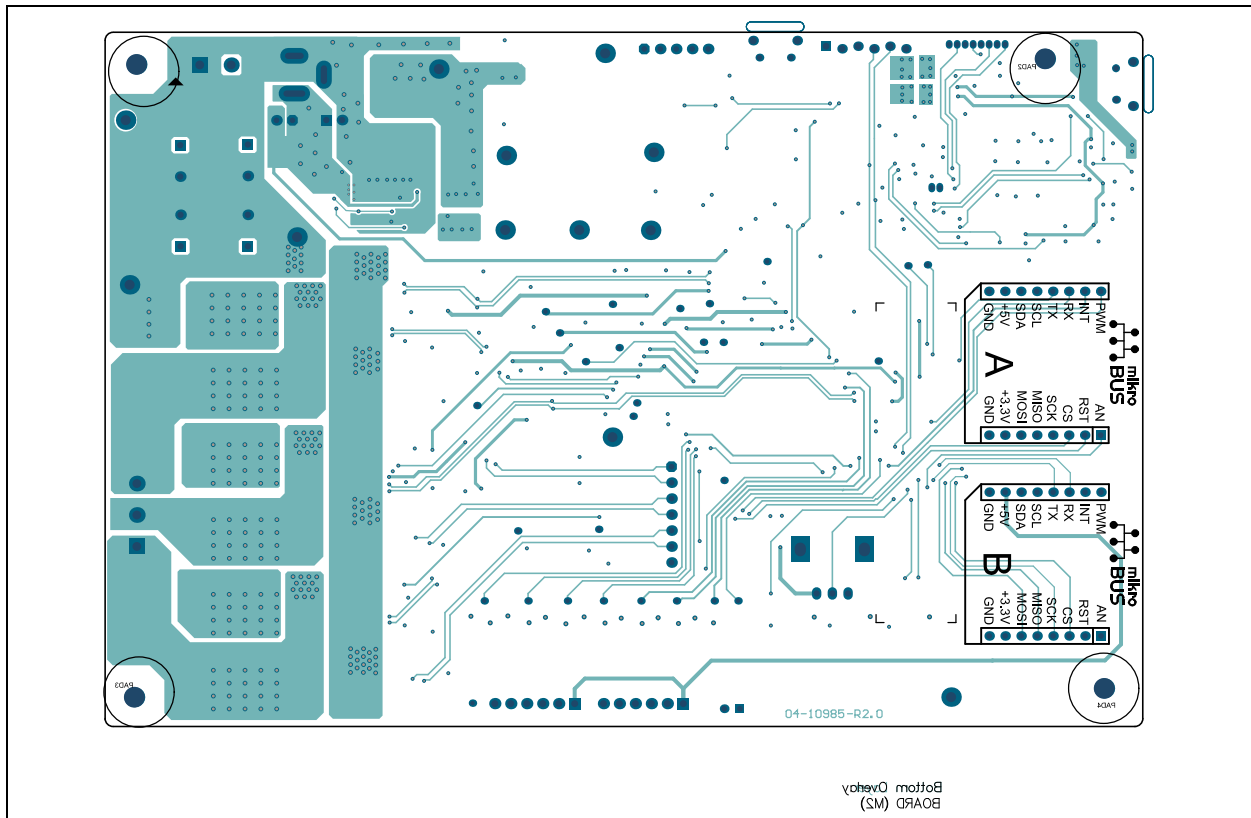 PAD2
GND
+5V
SDA
SCL
TX
RX
INT
PWM
A
mikro
BUS
GND
+3.3V
MOSI
MISO
SCK
CS
RST
AN
GND
+5V
SDA
SCL
TX
RX
INT
PWM
B
mikro
BUS
GND
+3.3V
MOSI
MISO
SCK
CS
RST
AN
PAD3
PAD4
04-10985-R2.0
Bottom Overlay
BOARD (M2)